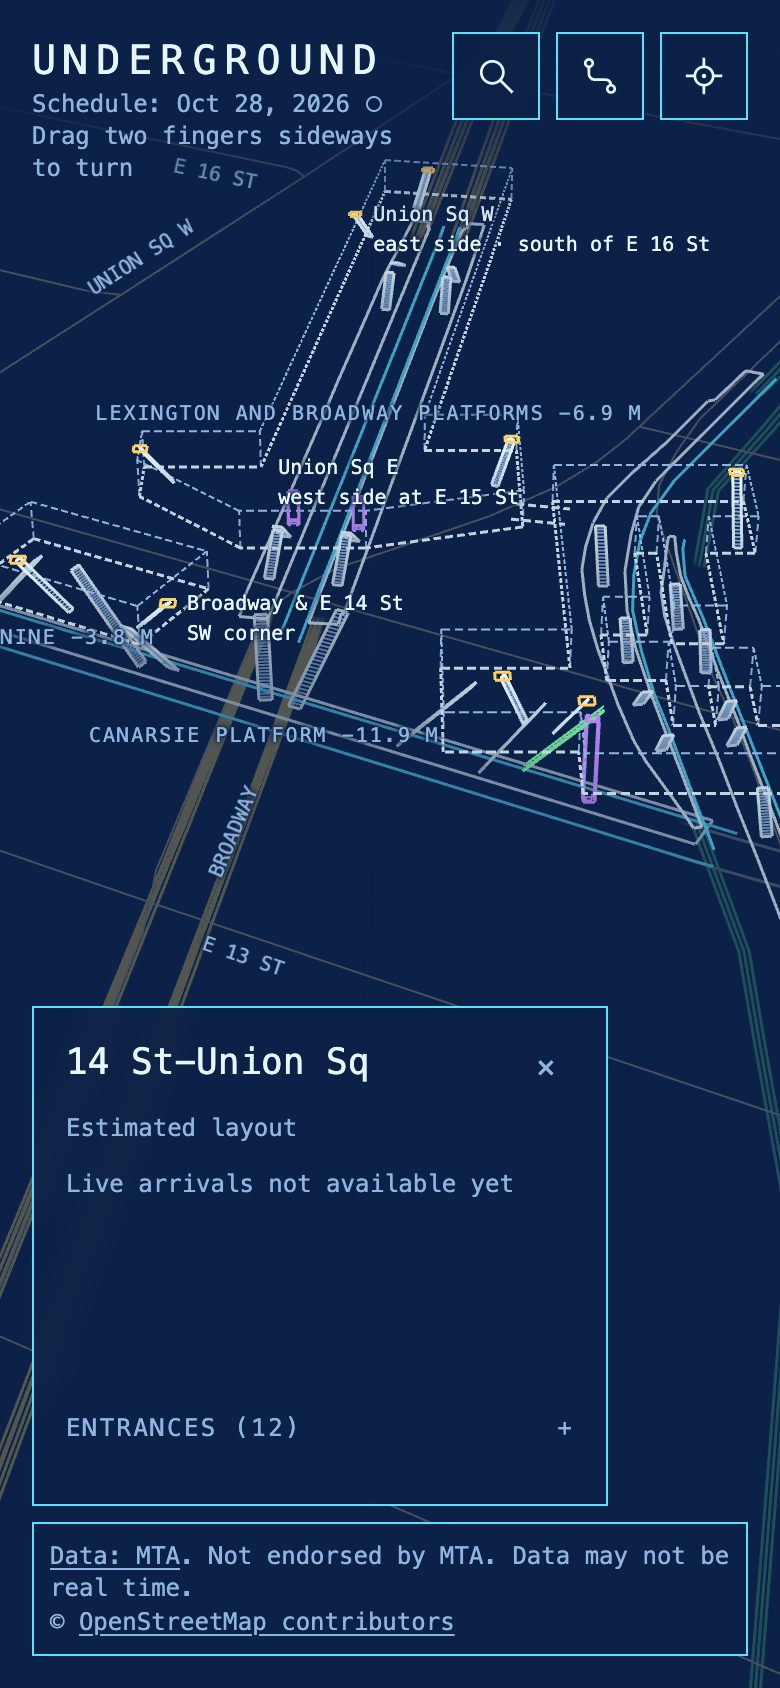 UNDERGROUND
Schedule: Oct 28, 2026
Drag two fingers sideways
to turn
E 16 ST
UNION SQ W
Union Sq W
east side · south of E 16 St
LEXINGTON AND BROADWAY PLATFORMS −6.9 M
Union Sq E
west side at E 15 St
Broadway & E 14 St
SW corner
NINE −3.8 M
CANARSIE PLATFORM −11.9 M
BROADWAY
E 13 ST
14 St–Union Sq
×
Estimated layout
Live arrivals not available yet
ENTRANCES (12) +
Data: MTA. Not endorsed by MTA. Data may not be
real time.
© OpenStreetMap contributors